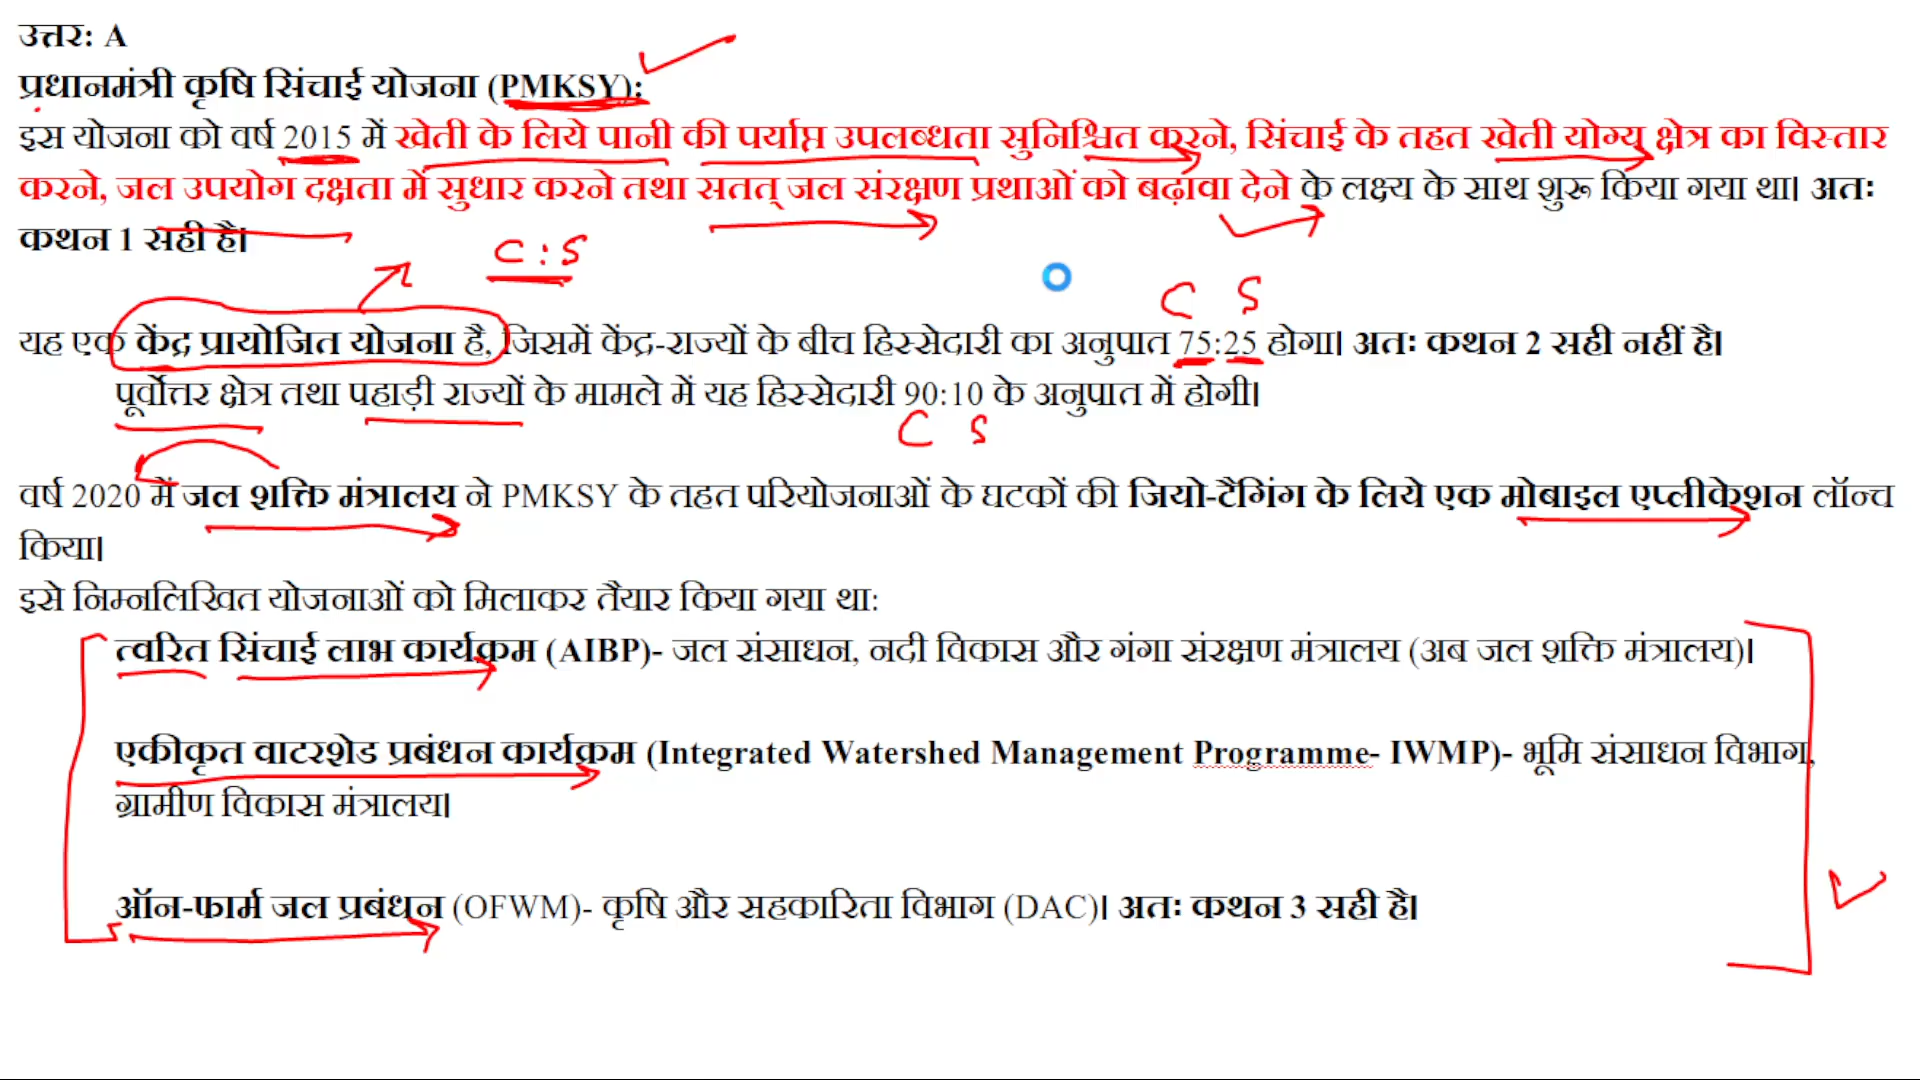 उत्तर: A
प्रधानमंत्री कृषि सिंचाई योजना (PMKSY):
इस योजना को वर्ष 2015 में खेती के लिये पानी की पर्याप्त उपलब्धता सुनिश्चित करने, सिंचाई के तहत खेती योग्य क्षेत्र का विस्तार
करने, जल उपयोग दक्षता में सुधार करने तथा सतत् जल संरक्षण प्रथाओं को बढ़ावा देने के लक्ष्य के साथ शुरू किया गया था। अतः
कथन 1 सही है।
C : S
C S
यह एक केंद्र प्रायोजित योजना है, जिसमें केंद्र-राज्यों के बीच हिस्सेदारी का अनुपात 75:25 होगा। अतः कथन 2 सही नहीं है।
पूर्वोत्तर क्षेत्र तथा पहाड़ी राज्यों के मामले में यह हिस्सेदारी 90:10 के अनुपात में होगी।
C S
वर्ष 2020 में जल शक्ति मंत्रालय ने PMKSY के तहत परियोजनाओं के घटकों की जियो-टैगिंग के लिये एक मोबाइल एप्लीकेशन लॉन्च
किया।
इसे निम्नलिखित योजनाओं को मिलाकर तैयार किया गया था:
त्वरित सिंचाई लाभ कार्यक्रम (AIBP)- जल संसाधन, नदी विकास और गंगा संरक्षण मंत्रालय (अब जल शक्ति मंत्रालय)।
एकीकृत वाटरशेड प्रबंधन कार्यक्रम (Integrated Watershed Management Programme- IWMP)- भूमि संसाधन विभाग,
ग्रामीण विकास मंत्रालय।
ऑन-फार्म जल प्रबंधन (OFWM)- कृषि और सहकारिता विभाग (DAC)। अतः कथन 3 सही है।